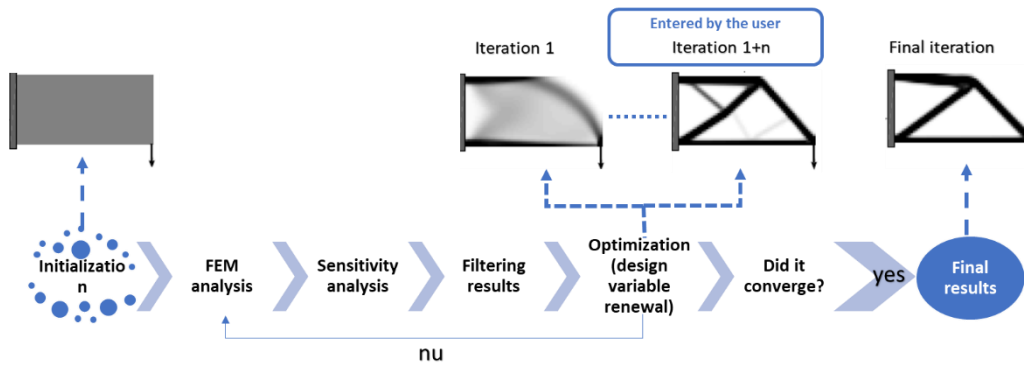 Entered by the user
Iteration 1
Iteration 1+n
Final iteration
Initializatio
n
FEM
analysis
Sensitivity
analysis
Filtering
results
Optimization
(design
variable
renewal)
Did it
converge?
yes
Final
results
nu